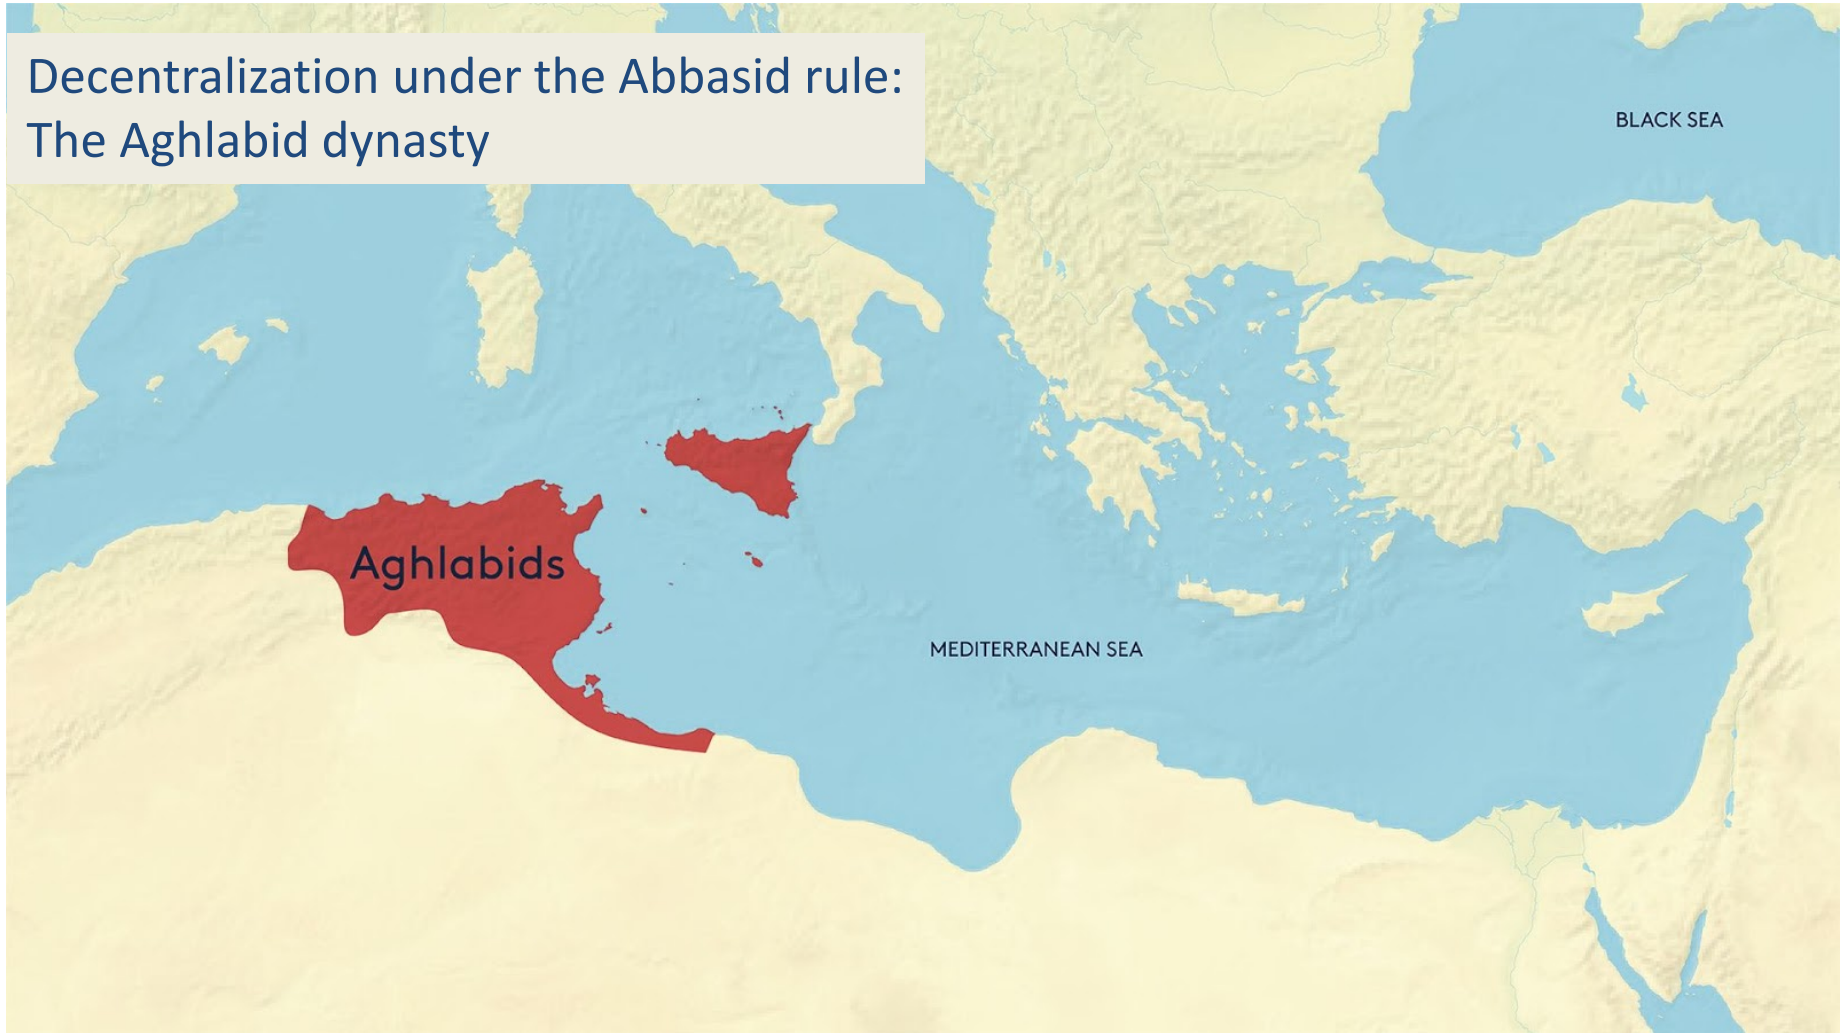 Decentralization under the Abbasid rule:
The Aghlabid dynasty
BLACK SEA
Aghlabids
MEDITERRANEAN SEA